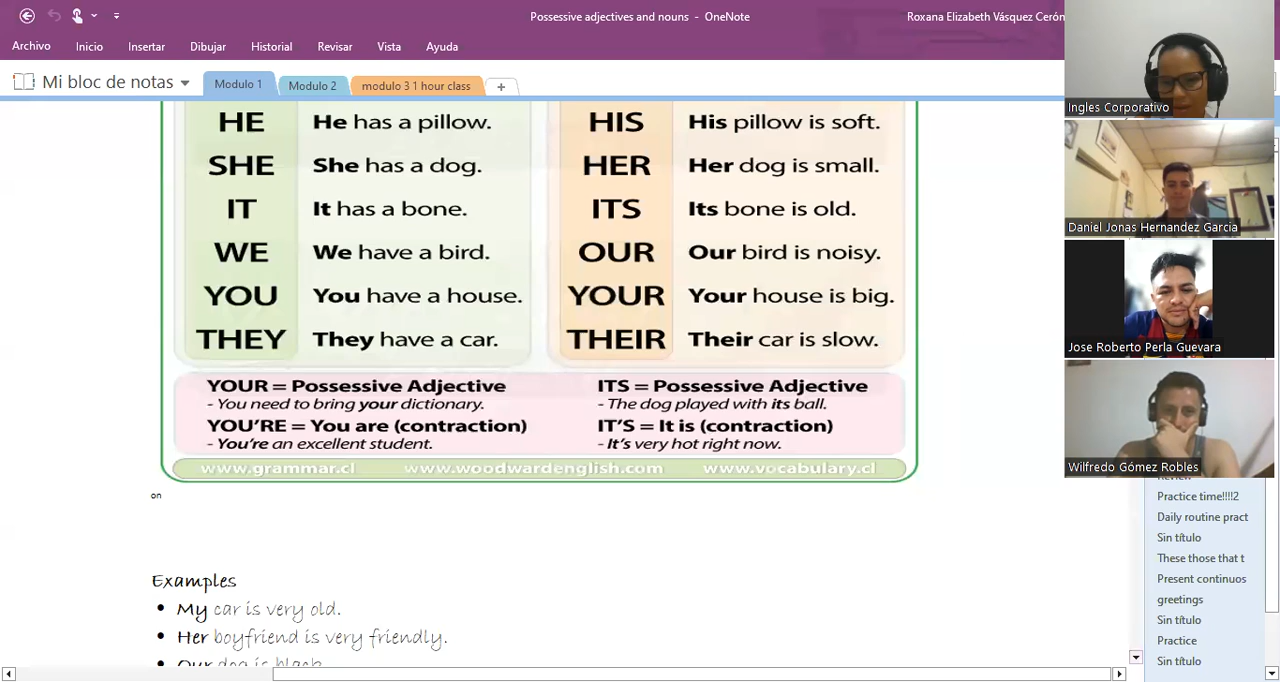 Possessive adjectives and nouns - OneNote
Roxana Elizabeth Vásquez Cerón
Archivo Inicio Insertar Dibujar Historial Revisar Vista Ayuda
Mi bloc de notas Modulo 1 Modulo 2 modulo 3 1 hour class
HE He has a pillow. HIS His pillow is soft.
SHE She has a dog. HER Her dog is small.
IT It has a bone. ITS Its bone is old.
WE We have a bird. OUR Our bird is noisy.
YOU You have a house. YOUR Your house is big.
THEY They have a car. THEIR Their car is slow.
YOUR = Possessive Adjective
- You need to bring your dictionary.
YOU'RE = You are (contraction)
- You're an excellent student.
ITS = Possessive Adjective
- The dog played with its ball.
IT'S = It is (contraction)
- It's very hot right now.
www.grammar.cl www.woodwardenglish.com www.vocabulary.cl
on
Examples
• My car is very old.
• Her boyfriend is very friendly.
• Our dog is black
Ingles Corporativo
Daniel Jonas Hernandez Garcia
Jose Roberto Perla Guevara
Wilfredo Gómez Robles
Review
Practice time!!!!2
Daily routine pract
Sin título
These those that t
Present continuos
greetings
Sin título
Practice
Sin título